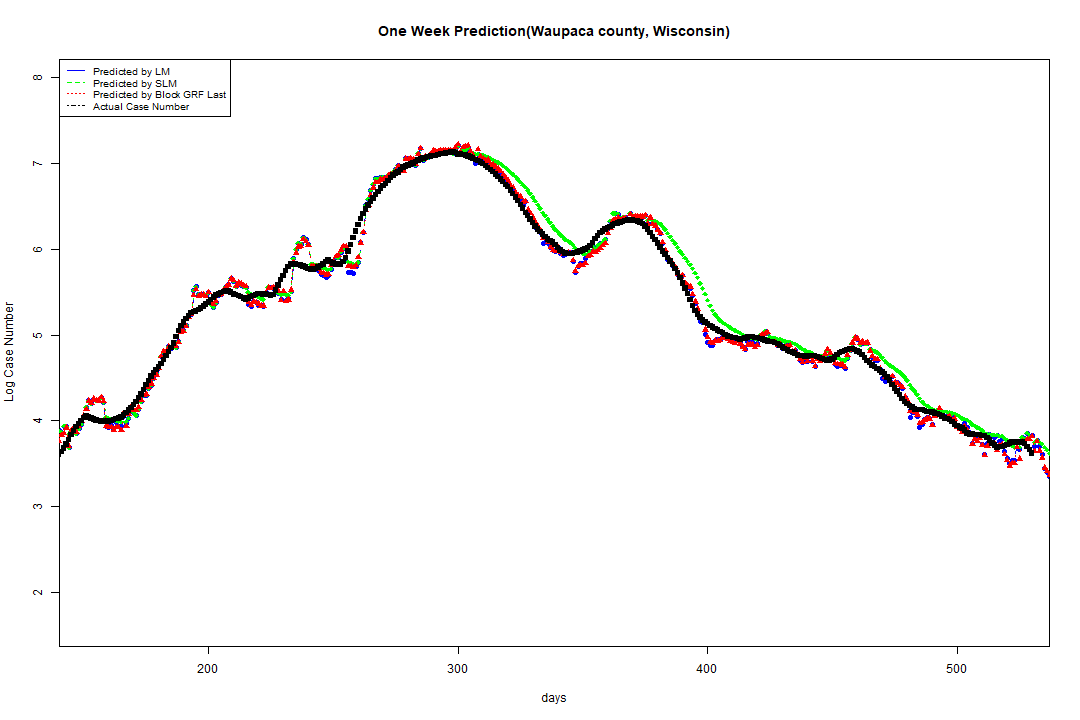 One Week Prediction(Waupaca county, Wisconsin)
Predicted by LM
Predicted by SLM
Predicted by Block GRF Last
Actual Case Number
8
7
6
5
4
3
2
Log Case Number
200 300 400 500
days